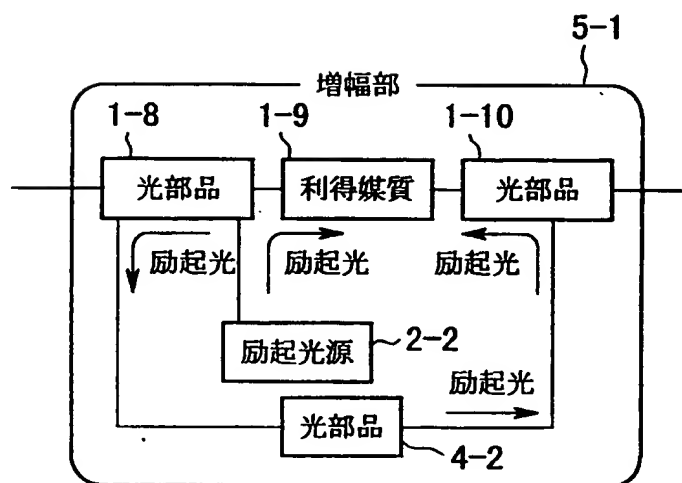 5-1
増幅部
1-8
1-9
1-10
光部品
利得媒質
光部品
励起光
励起光
励起光
励起光源
2-2
励起光
光部品
4-2